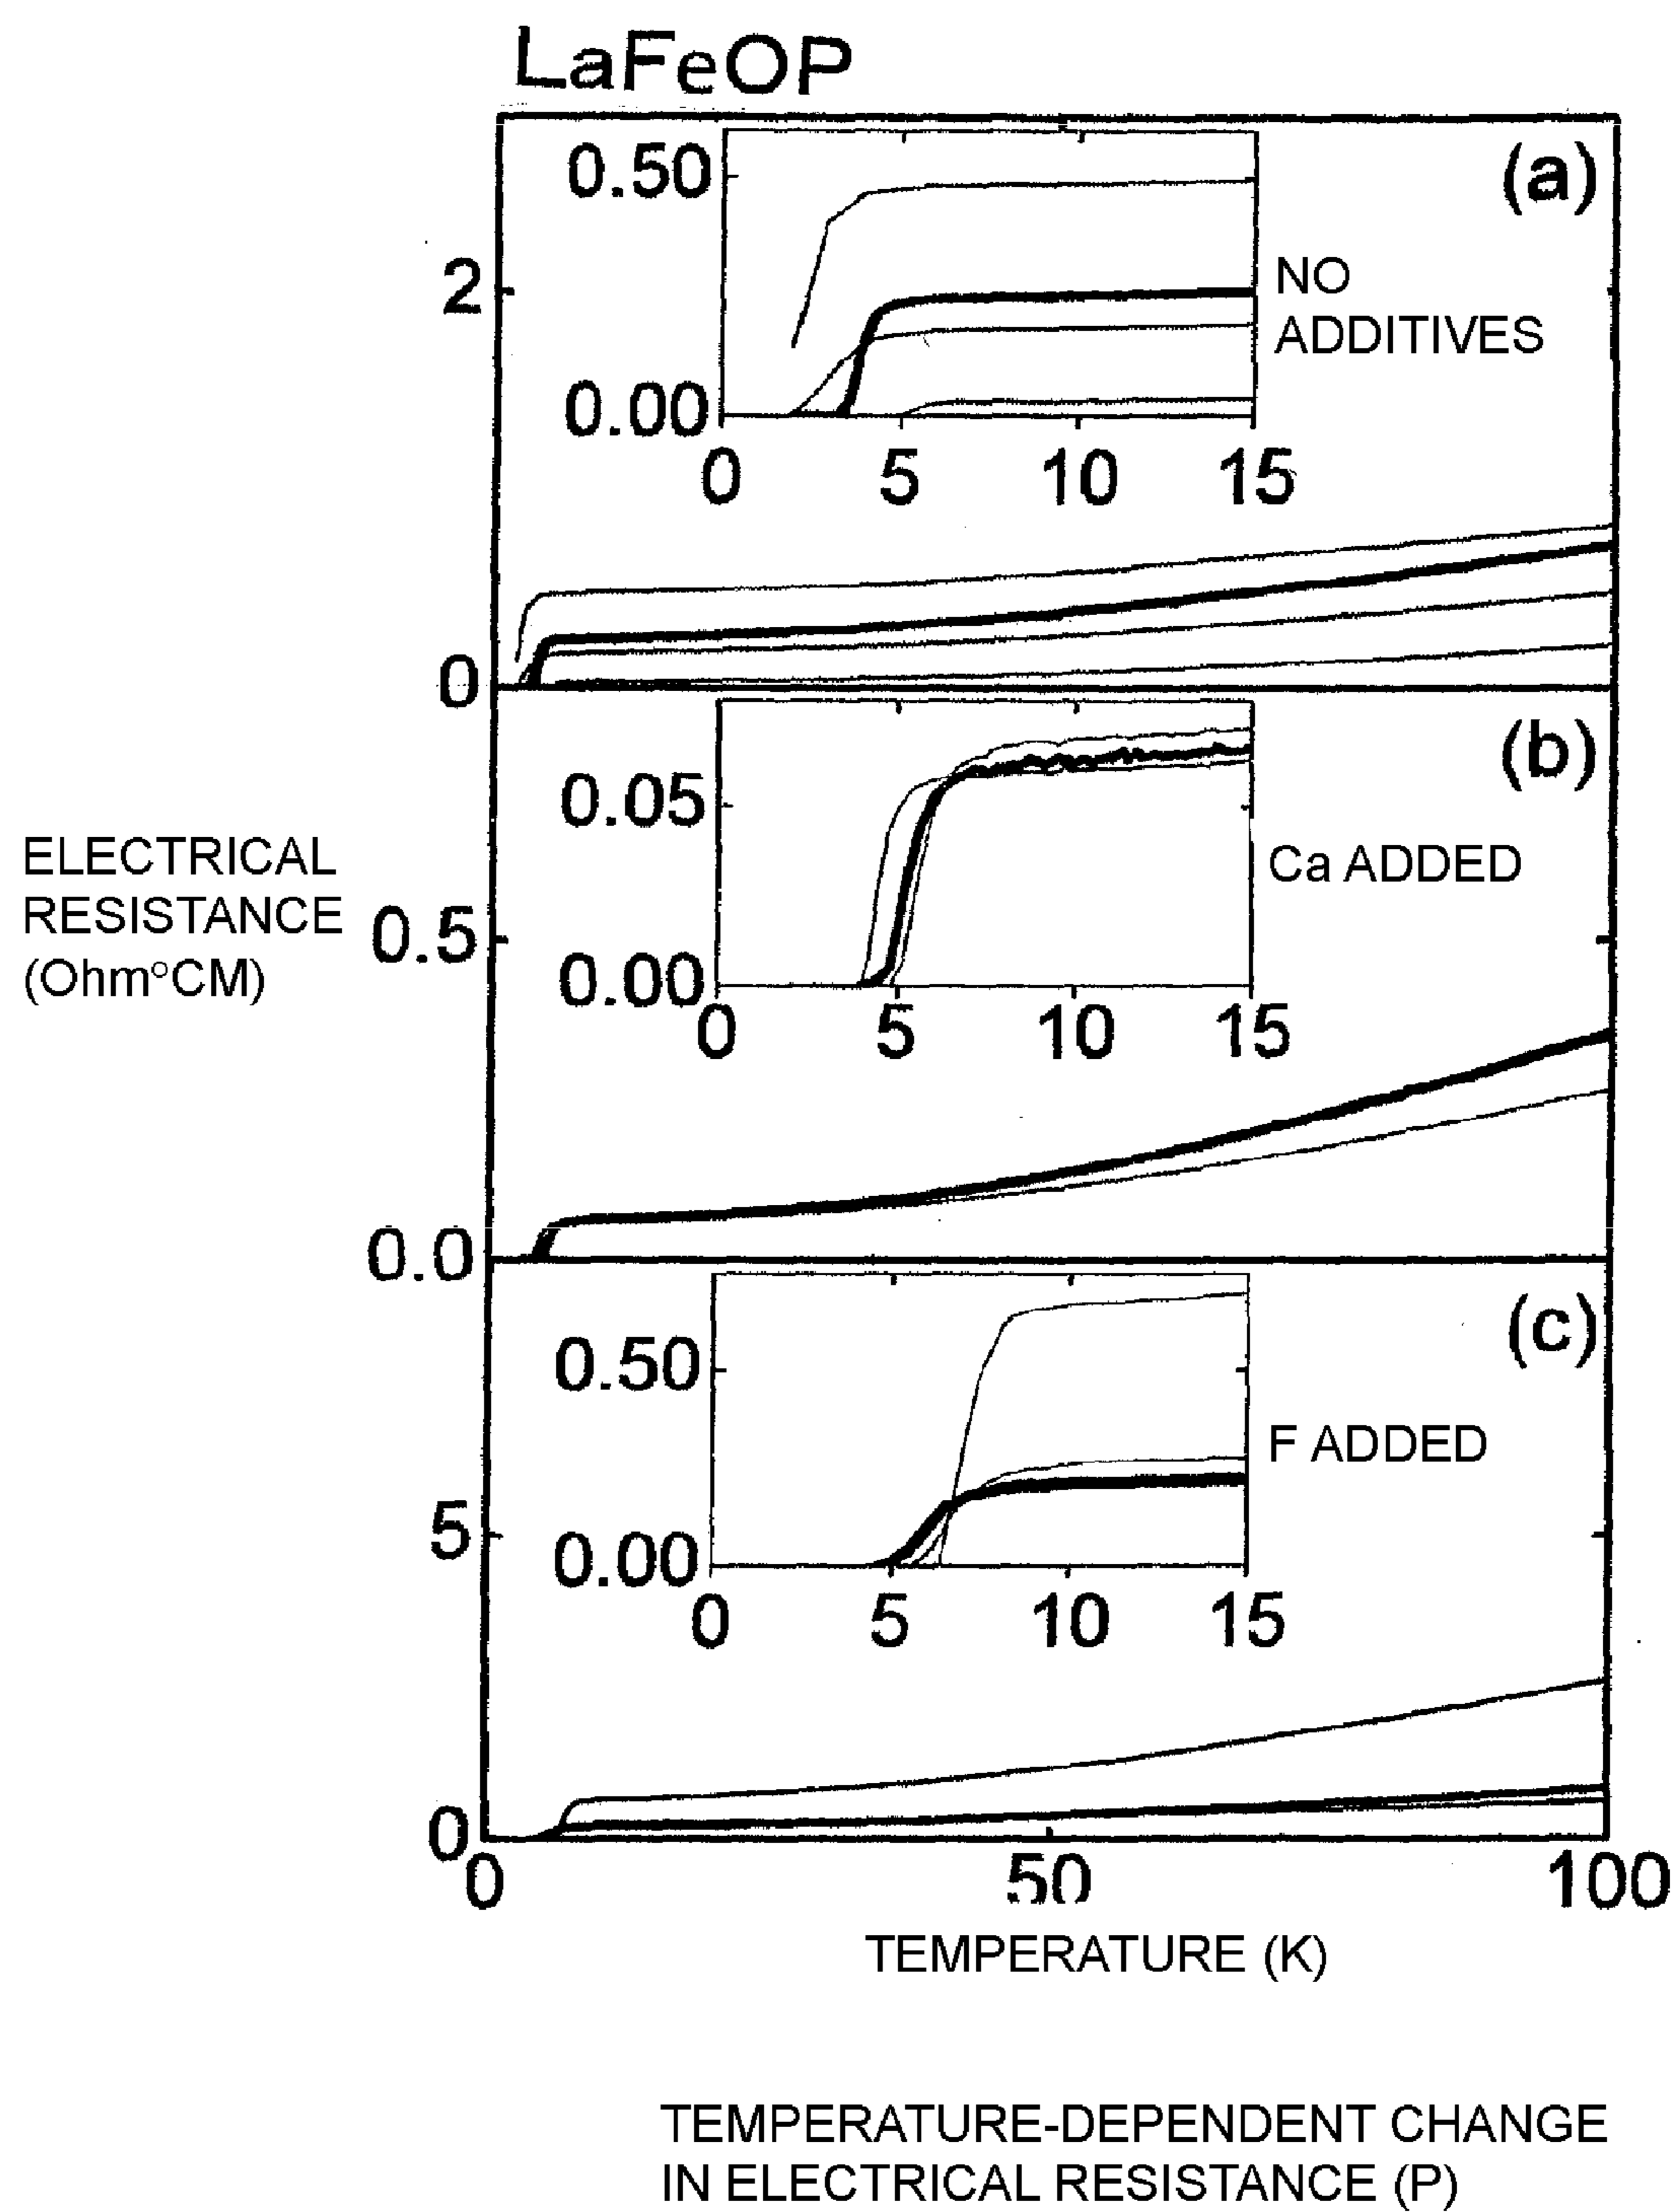 LaFeOP
(a)
0.50
2
NO
ADDITIVES
0.00
0 5 10 15
0
(b)
0.05
ELECTRICAL
RESISTANCE
(Ohm°CM)
Ca ADDED
0.5
0.00
0 5 10 15
0.0
(c)
0.50
F ADDED
5
0.00
0 5 10 15
0
0 50 100
TEMPERATURE (K)
TEMPERATURE-DEPENDENT CHANGE
IN ELECTRICAL RESISTANCE (P)